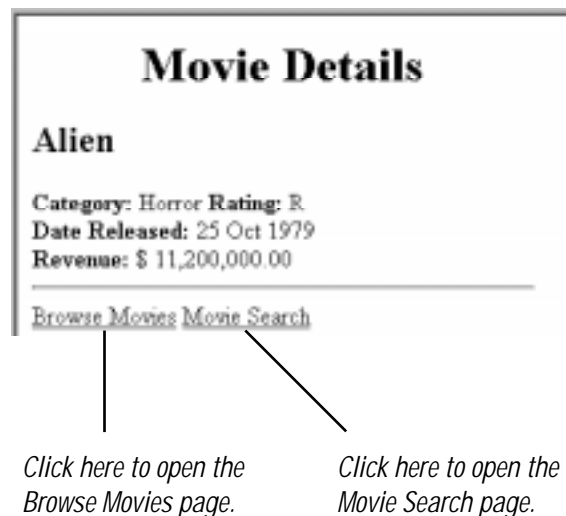 Movie Details
Alien
Category: Horror Rating: R
Date Released: 25 Oct 1979
Revenue: $ 11,200,000.00
Browse Movies Movie Search
Click here to open the
Browse Movies page.
Click here to open the
Movie Search page.